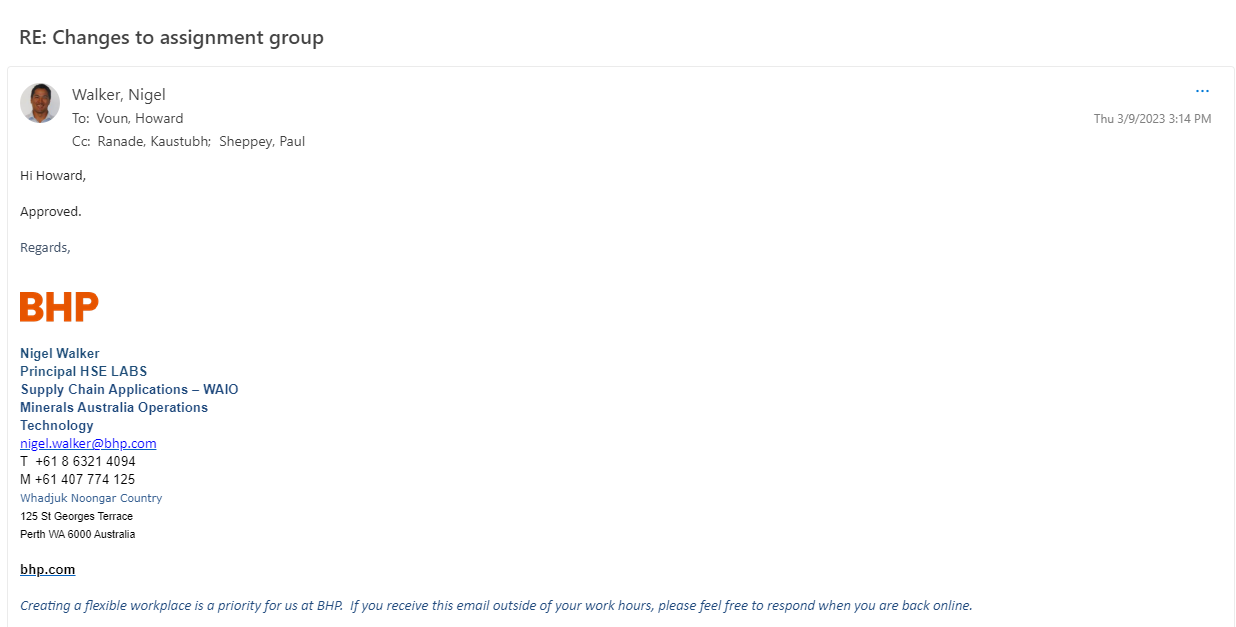 RE: Changes to assignment group
Walker, Nigel
...
To: Voun, Howard
Thu 3/9/2023 3:14 PM
Cc: Ranade, Kaustubh; Sheppey, Paul
Hi Howard,
Approved.
Regards,
BHP
Nigel Walker
Principal HSE LABS
Supply Chain Applications – WAIO
Minerals Australia Operations
Technology
nigel.walker@bhp.com
T +61 8 6321 4094
M +61 407 774 125
Whadjuk Noongar Country
125 St Georges Terrace
Perth WA 6000 Australia
bhp.com
Creating a flexible workplace is a priority for us at BHP. If you receive this email outside of your work hours, please feel free to respond when you are back online.